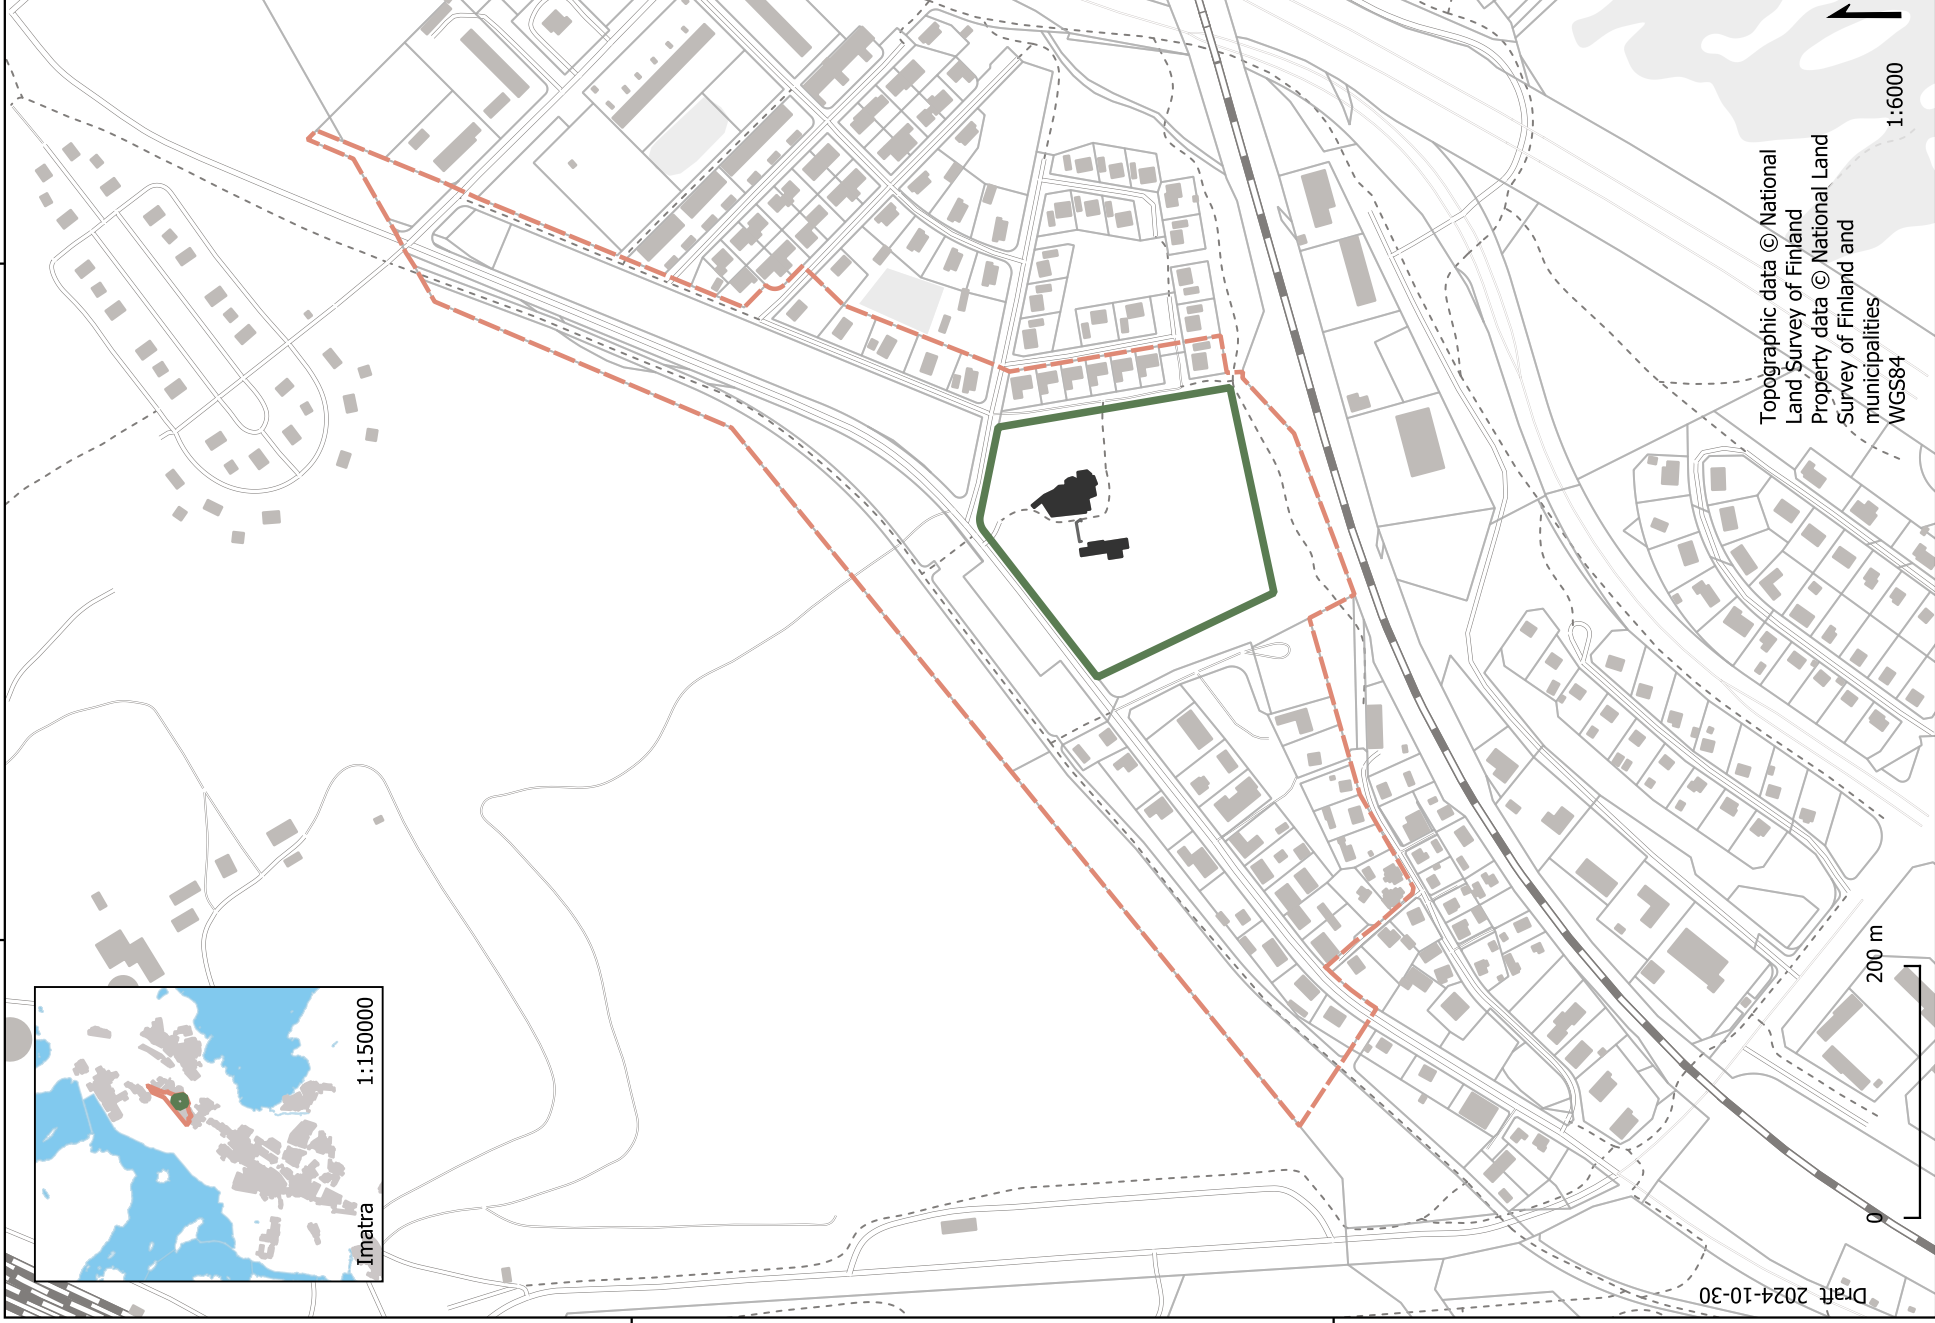 Topographic data © National
Land Survey of Finland
Property data © National Land
Survey of Finland and
municipalities
WGS84
1:6000
0
200 m
Imatra
1:150000
Draft 2024-10-30